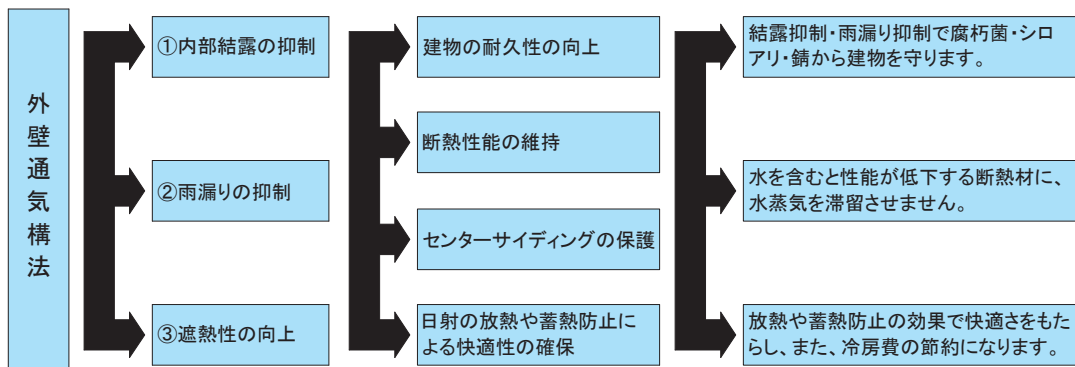 外壁通気構法
①内部結露の抑制
②雨漏りの抑制
③遮熱性の向上
建物の耐久性の向上
断熱性能の維持
センターサイディングの保護
日射の放熱や蓄熱防止に
よる快適性の確保
結露抑制・雨漏り抑制で腐朽菌・シロ
アリ・錆から建物を守ります。
水を含むと性能が低下する断熱材に、
水蒸気を滞留させません。
放熱や蓄熱防止の効果で快適さをもた
らし、また、冷房費の節約になります。